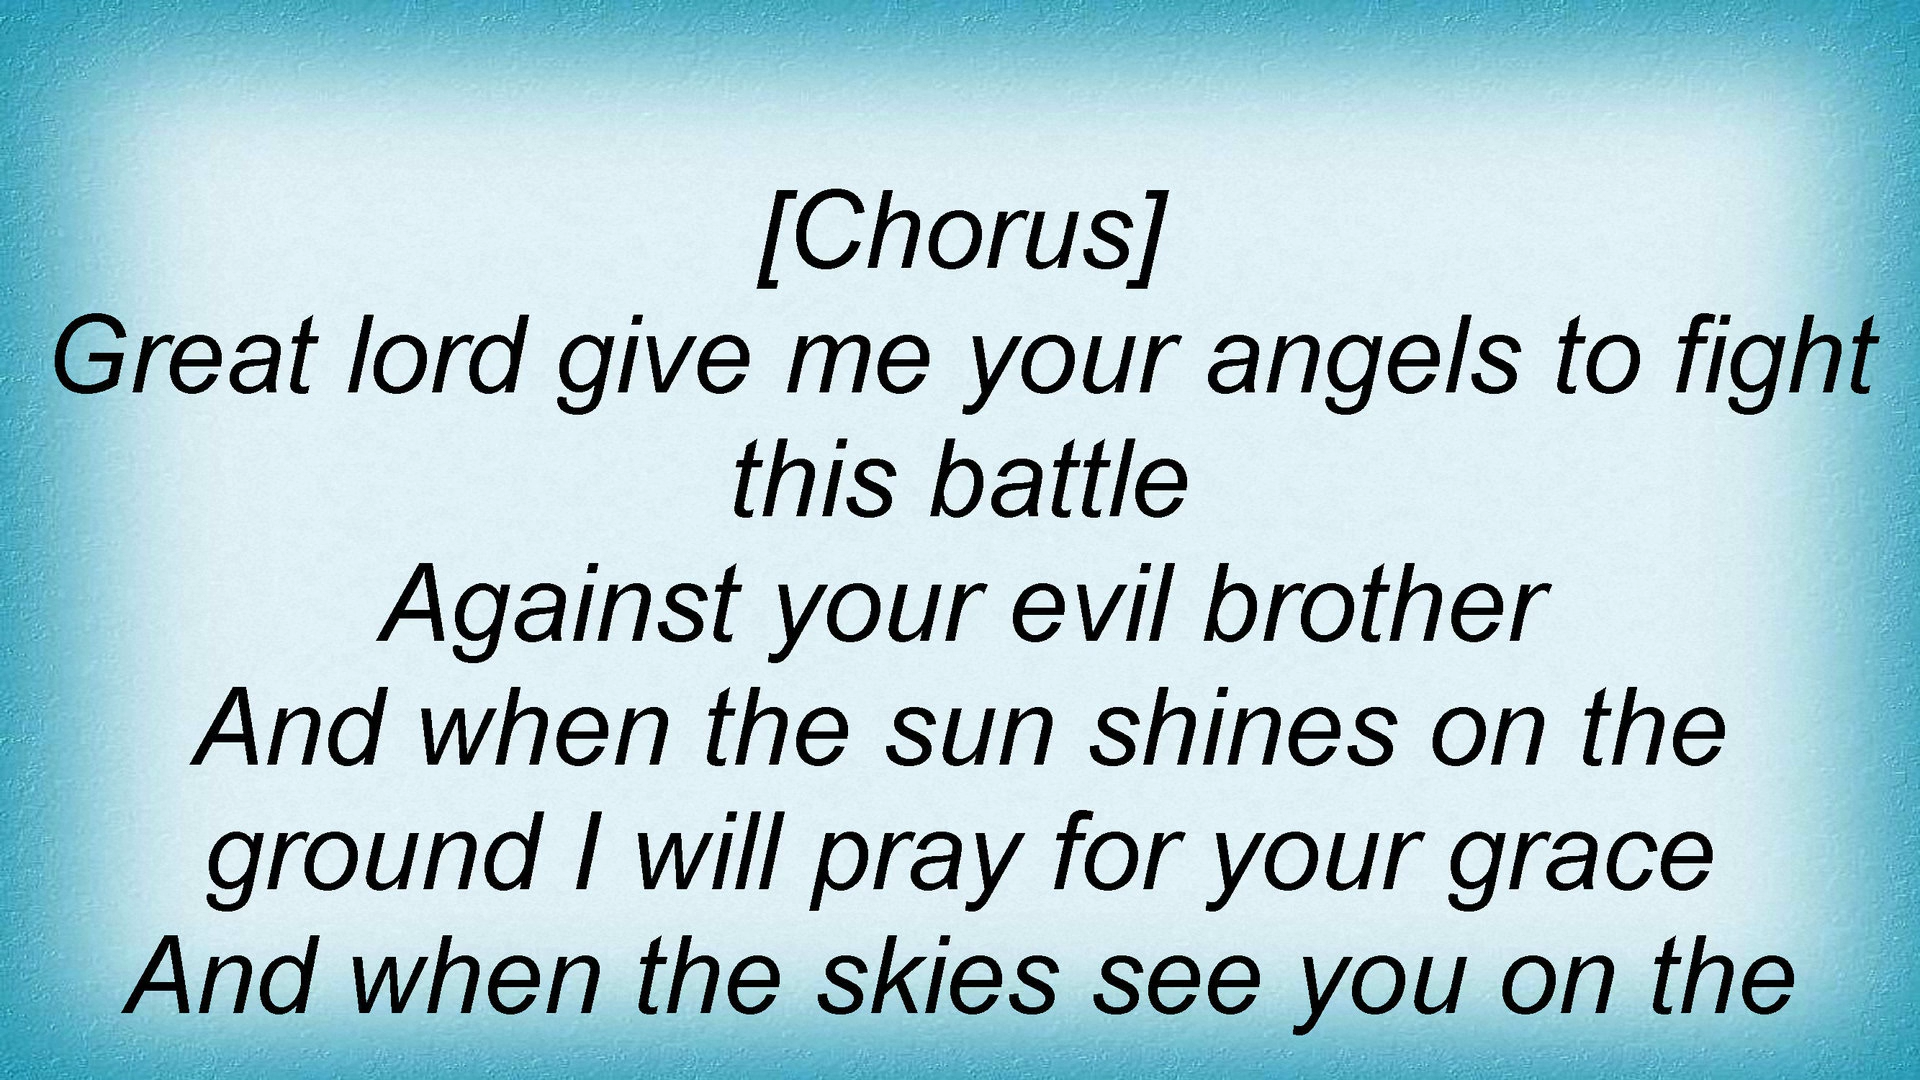 [Chorus]
Great lord give me your angels to fight
this battle
Against your evil brother
And when the sun shines on the
ground I will pray for your grace
And when the skies see you on the